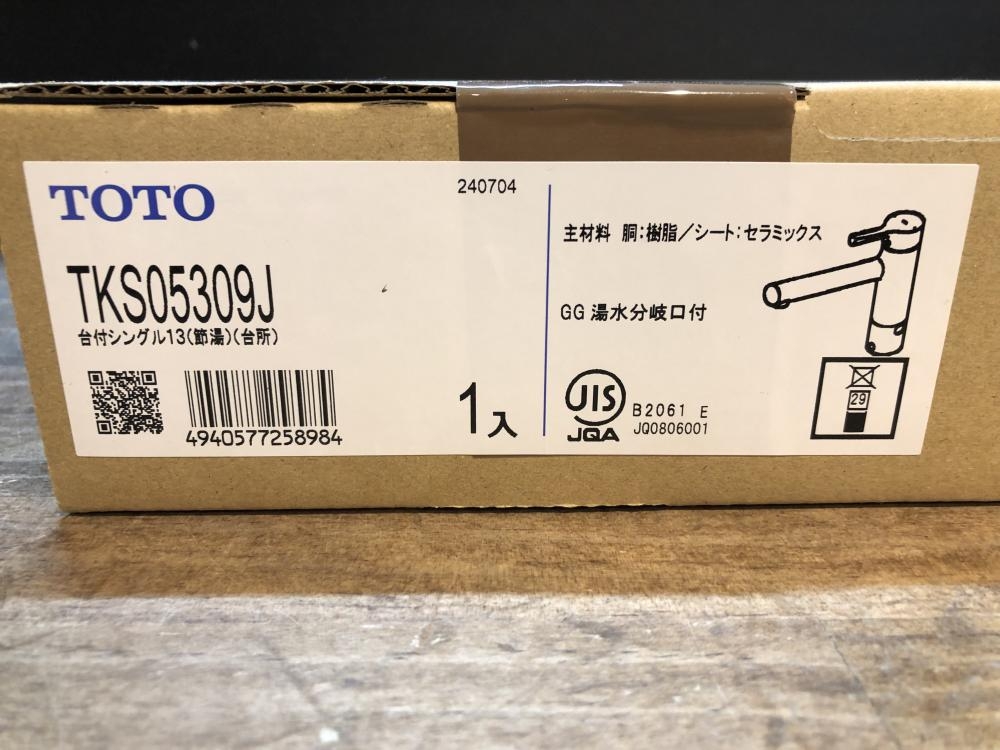 TOTO
240704
TKS05309J
台付シングル13(節湯)(台所)
4940577258984
1入
主材料 胴:樹脂/シート:セラミックス
GG 湯水分岐口付
JIS
JQA
B2061 E
JQ0806001
29